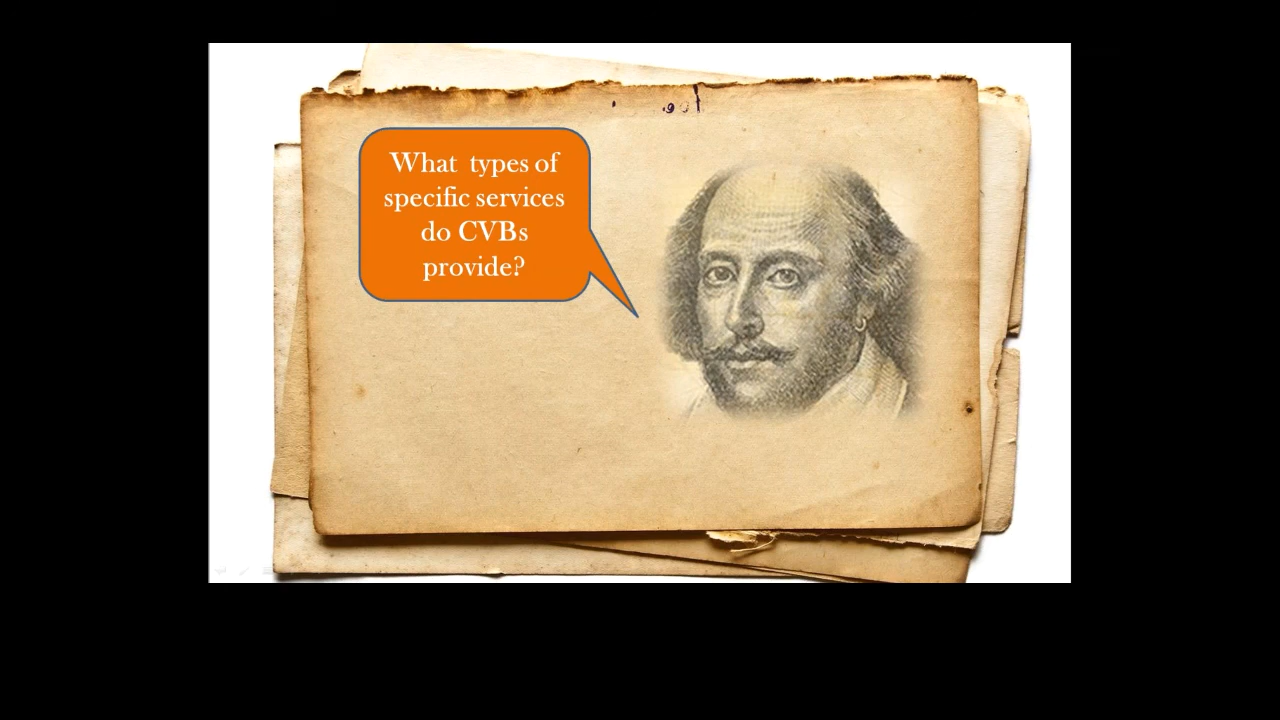 What  types of
specific services
do CVBs
provide?